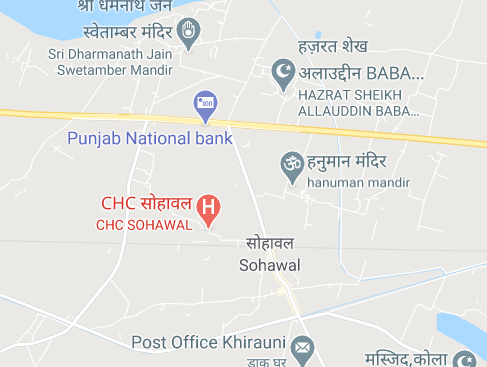 श्री धर्मनाथ जैन
श्वेताम्बर मंदिर
Sri Dharmanath Jain
Swetamber Mandir
हज़रत शेख
अलाउद्दीन BABA...
HAZRAT SHEIKH
ALLAUDDIN BABA...
Punjab National bank
हनुमान मंदिर
hanuman mandir
CHC सोहावल
CHC SOHAWAL
H
सोहावल
Sohawal
Post Office Khirauni
डाक घर
मस्जिद,कोला